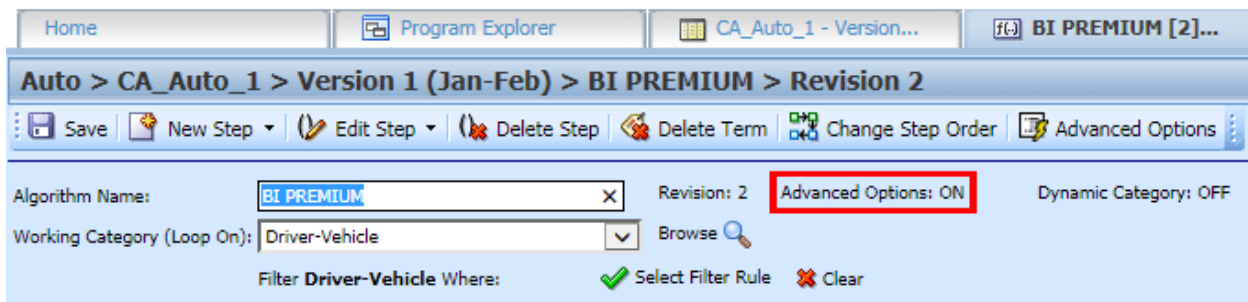 Home Program Explorer CA_Auto_1 - Version... f(.) BI PREMIUM [2]...
Auto > CA_Auto_1 > Version 1 (Jan-Feb) > BI PREMIUM > Revision 2
Save New Step Edit Step Delete Step Delete Term Change Step Order Advanced Options
Algorithm Name: BI PREMIUM Revision: 2 Advanced Options: ON Dynamic Category: OFF
Working Category (Loop On): Driver-Vehicle Browse
Filter Driver-Vehicle Where: Select Filter Rule Clear